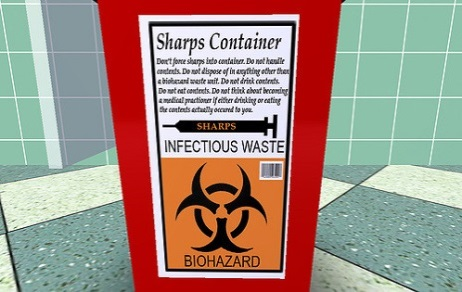 Sharps Container
Don't force sharps into container. Do not handle
contents. Do not dispose of in anything other than
a biohazard waste unit. Do not drink contents.
Do not eat contents. Do not think about becoming
a medical practioner if either drinking or eating
the contents actually occured to you.
SHARPS
INFECTIOUS WASTE
BIOHAZARD